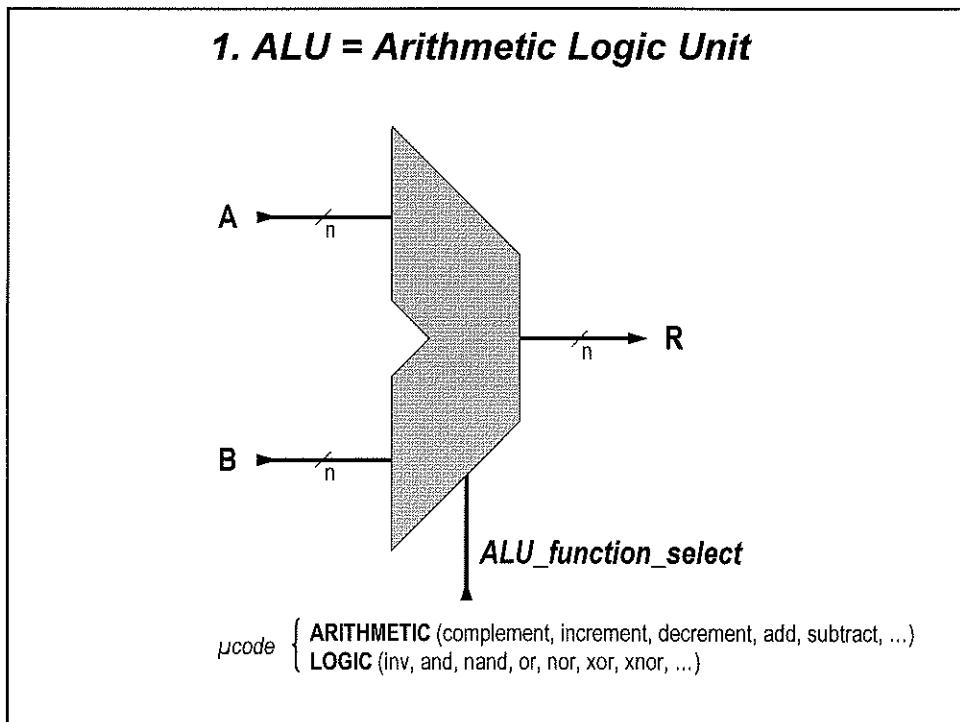 1. ALU = Arithmetic Logic Unit
A
n
R
n
B
n
ALU_function_select
µcode { ARITHMETIC (complement, increment, decrement, add, subtract, ...)
LOGIC (inv, and, nand, or, nor, xor, xnor, ...)